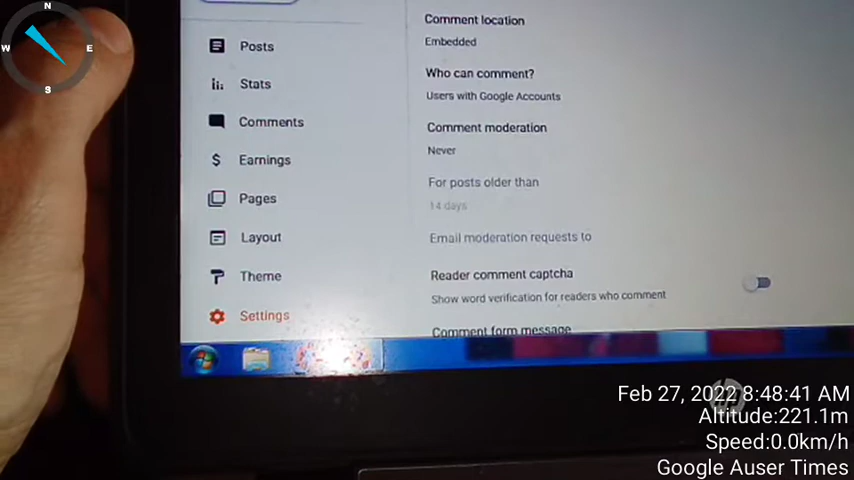 N
W
E
S
Posts
Stats
Comments
Earnings
Pages
Layout
Theme
Settings
Comment location
Embedded
Who can comment?
Users with Google Accounts
Comment moderation
Never
For posts older than
14 days
Email moderation requests to
Reader comment captcha
Show word verification for readers who comment
Comment form message
hp
Feb 27, 2022 8:48:41 AM
Altitude:221.1m
Speed:0.0km/h
Google Auser Times